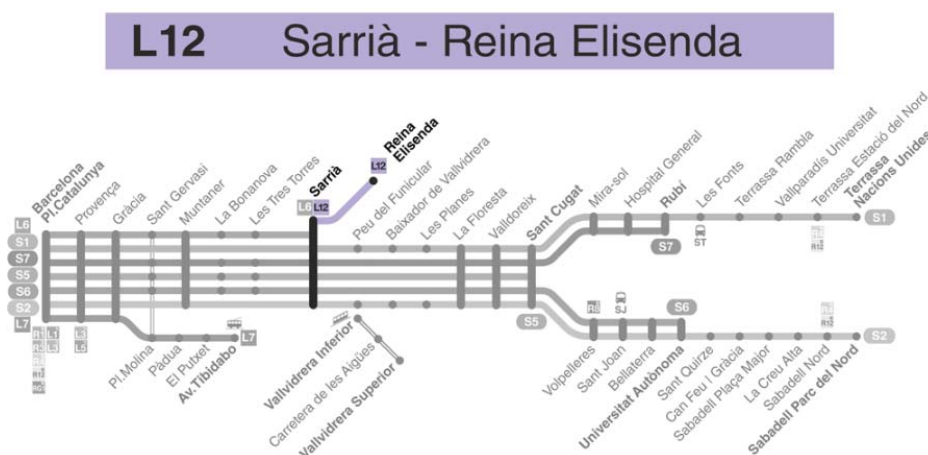 L12 Sarrià - Reina Elisenda
Barcelona
Pl.Catalunya
Provença
Gràcia
Sant Gervasi
Muntaner
La Bonanova
Les Tres Torres
Sarrià
Reina
Elisenda
Peu del Funicular
Baixador de Vallvidrera
Les Planes
La Floresta
Valldoreix
Sant Cugat
Mira-sol
Hospital General
Rubí
Les Fonts
Terrassa Rambla
Vallparadís Universitat
Terrassa Estació del Nord
Terrassa
Nacions Unides
L6
S1
S7
S5
S6
S2
L7
L6
L12
L12
S7
ST
S1
S5
S6
SJ
S2
L7
R12
R12
L1
L3
Pl.Molina
Pàdua
El Putxet
Av.Tibidabo
Vallvidrera Inferior
Carretera de les Aigües
Vallvidrera Superior
Volpelleres
Sant Joan
Bellaterra
Universitat Autònoma
Sant Quirze
Can Feu I Gràcia
Sabadell Plaça Major
La Creu Alta
Sabadell Nord
Sabadell Parc del Nord